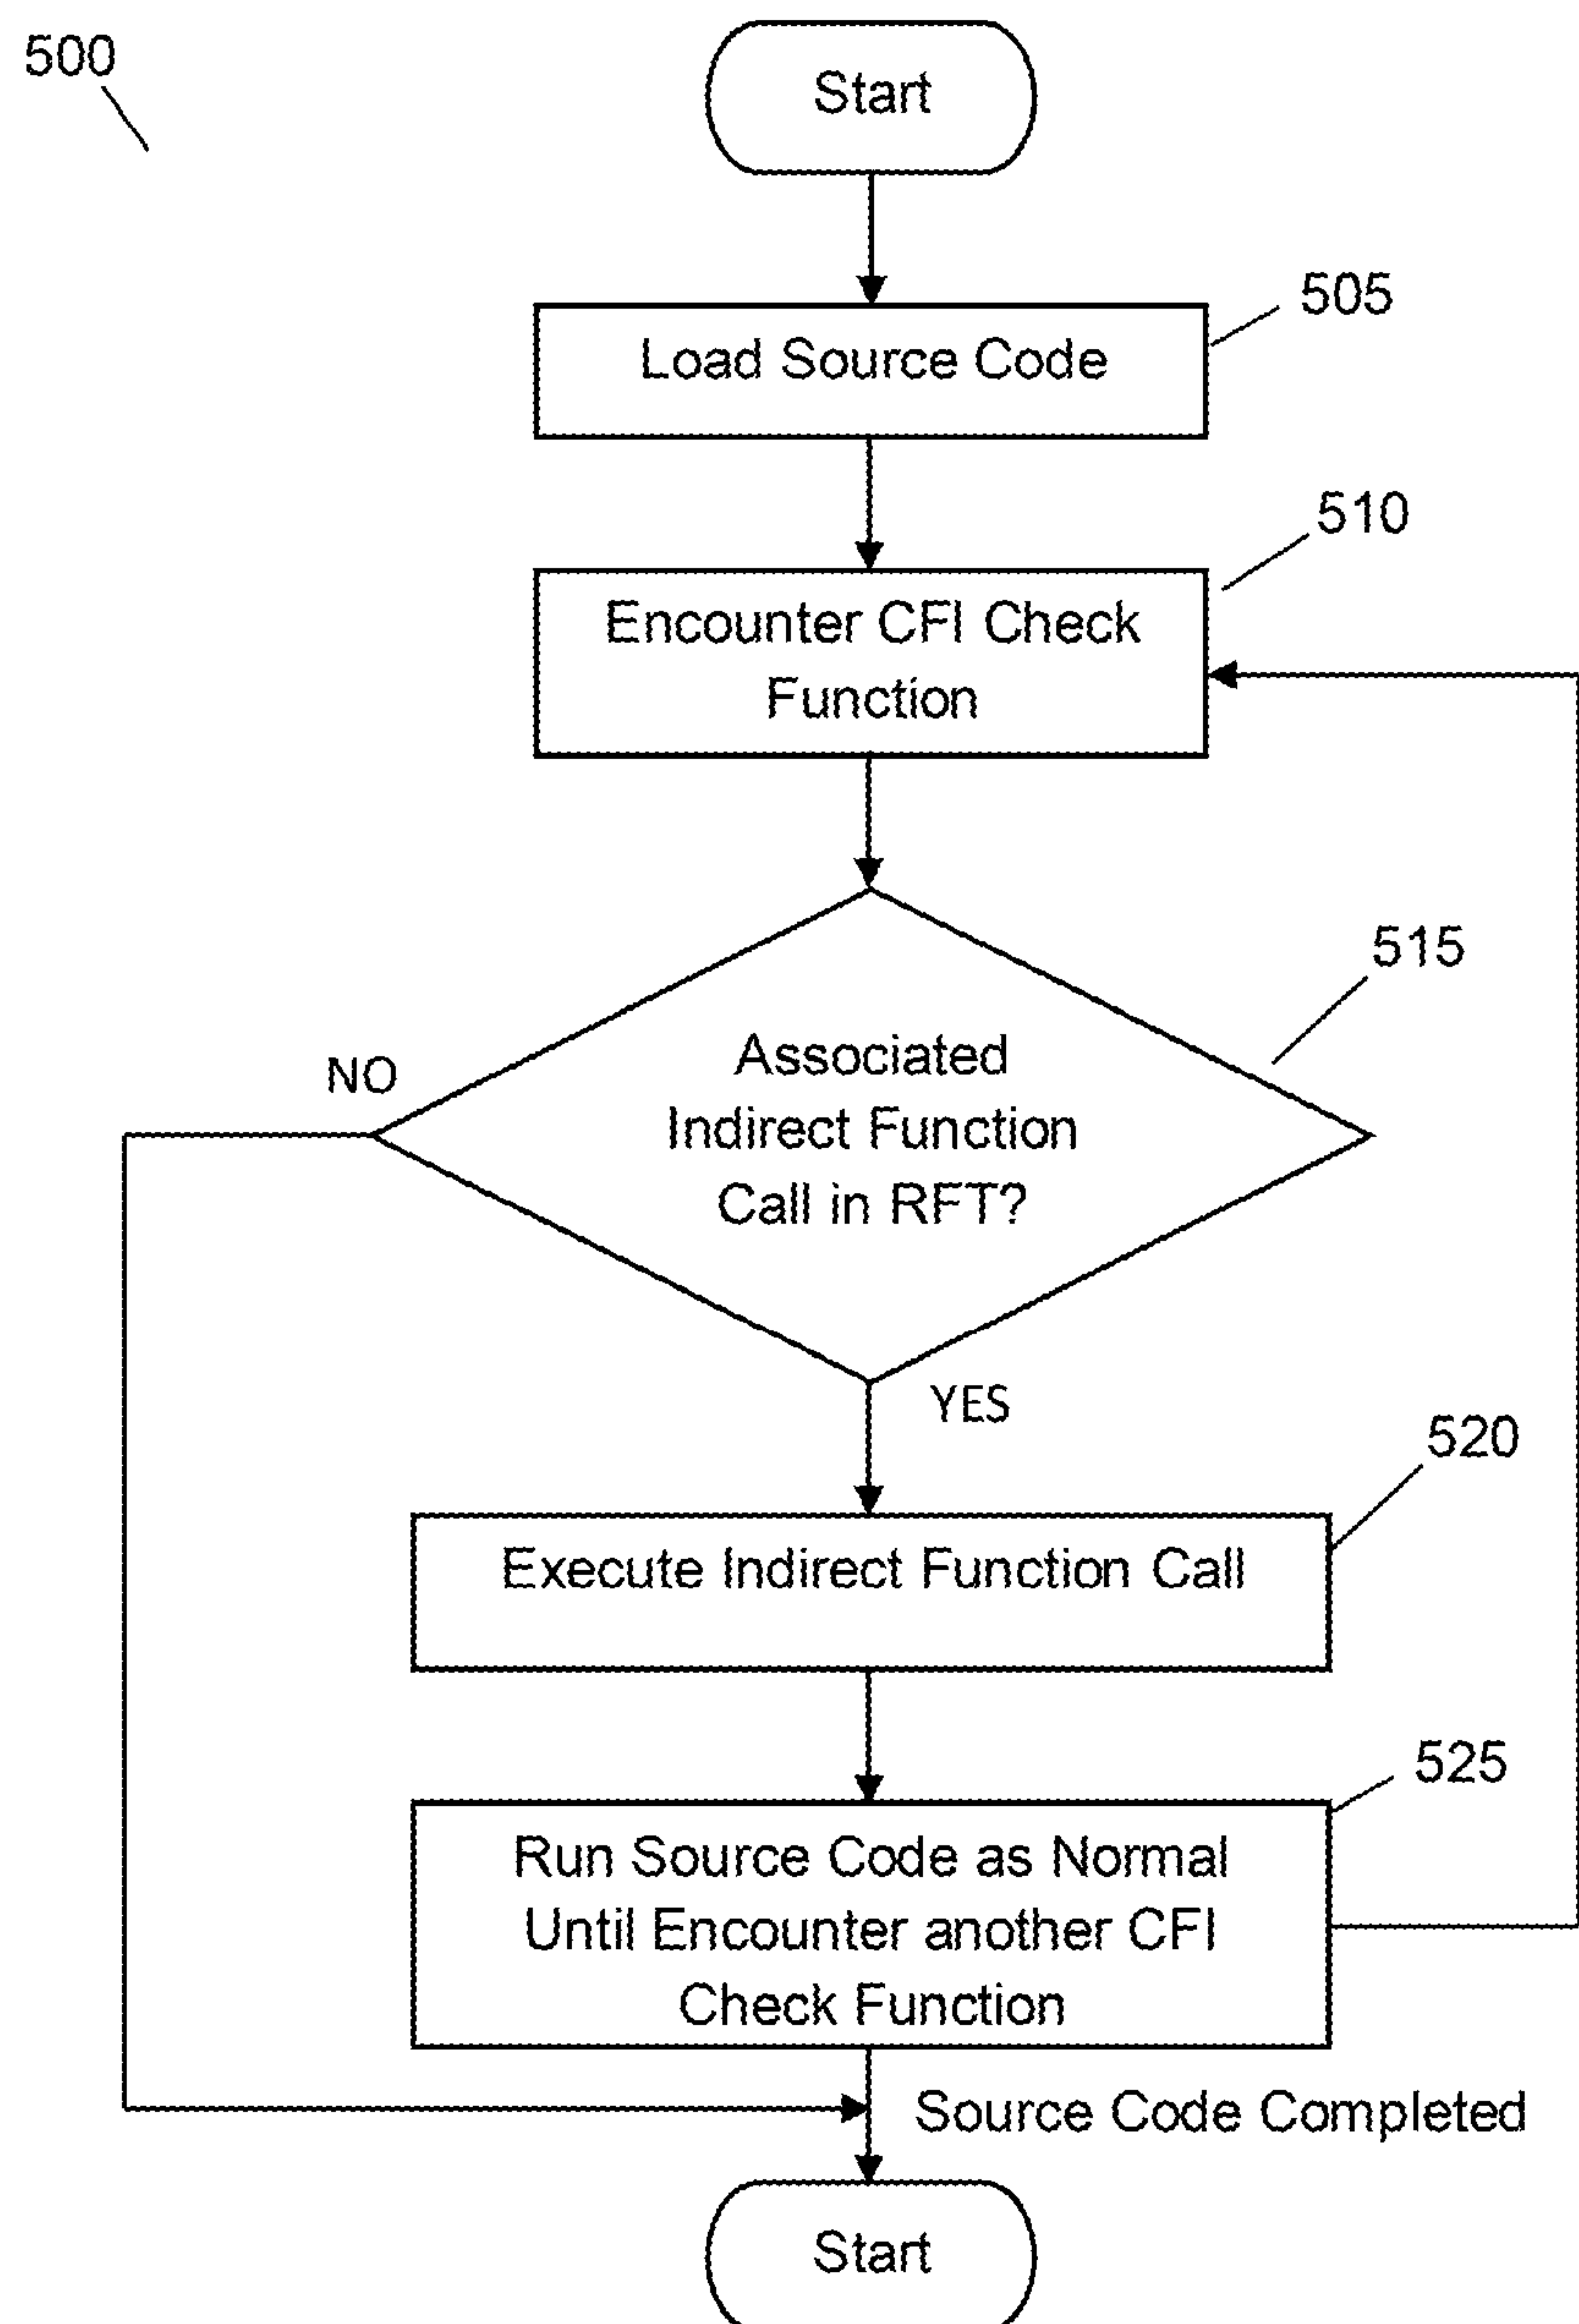 500
Start
505
Load Source Code
510
Encounter CFI Check
Function
515
NO
Associated
Indirect Function
Call in RFT?
YES
520
Execute Indirect Function Call
525
Run Source Code as Normal
Until Encounter another CFI
Check Function
Source Code Completed
Start